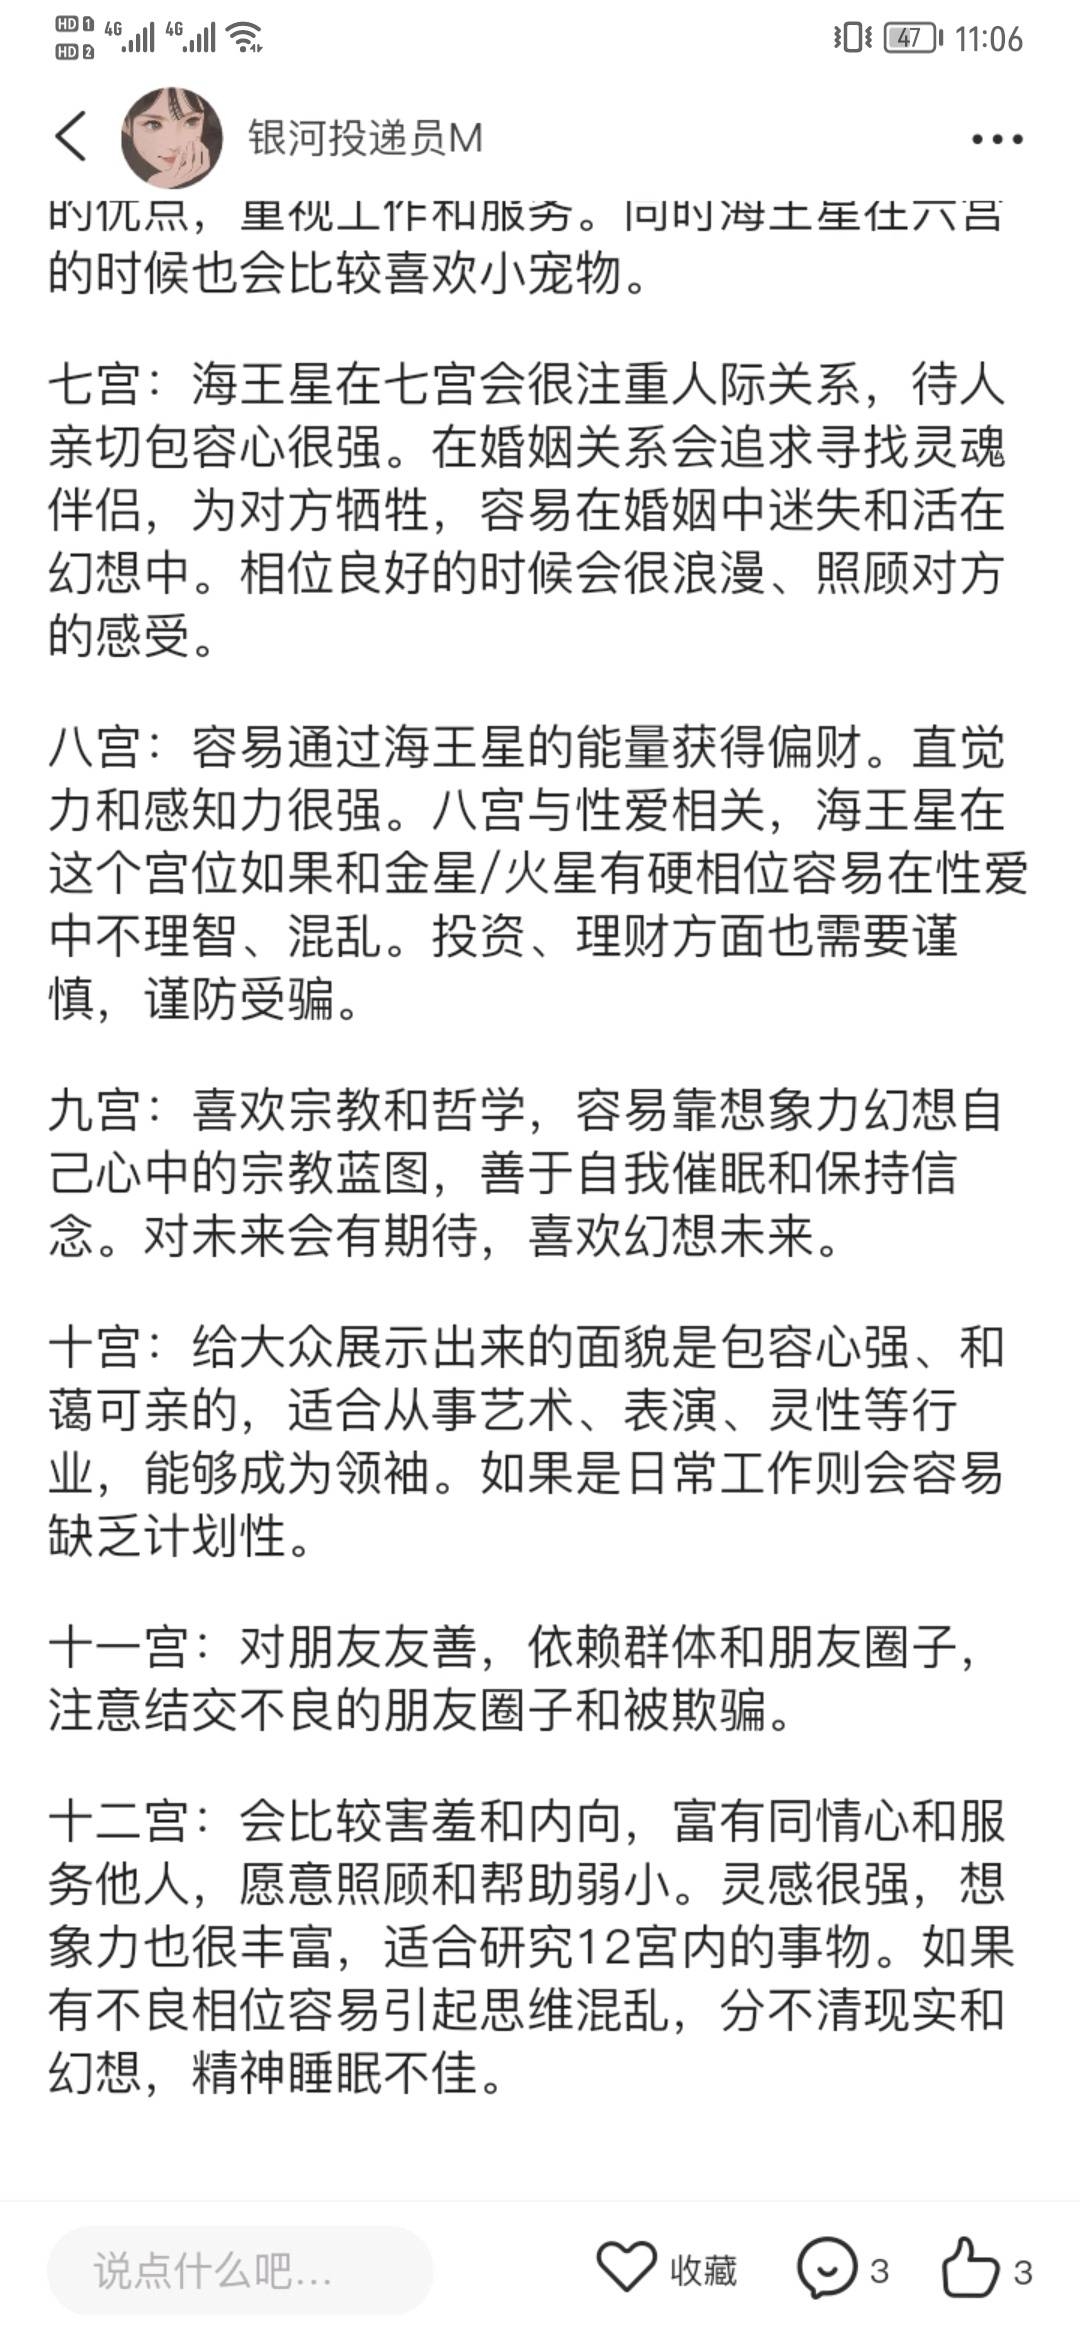 HD 1 4G 4G 47 11:06
HD 2
银河投递员M
的优点，重视工作和服务。同时海王星在六宫
的时候也会比较喜欢小宠物。
七宫：海王星在七宫会很注重人际关系，待人
亲切包容心很强。在婚姻关系会追求寻找灵魂
伴侣，为对方牺牲，容易在婚姻中迷失和活在
幻想中。相位良好的时候会很浪漫、照顾对方
的感受。
八宫：容易通过海王星的能量获得偏财。直觉
力和感知力很强。八宫与性爱相关，海王星在
这个宫位如果和金星/火星有硬相位容易在性爱
中不理智、混乱。投资、理财方面也需要谨
慎，谨防受骗。
九宫：喜欢宗教和哲学，容易靠想象力幻想自
己心中的宗教蓝图，善于自我催眠和保持信
念。对未来会有期待，喜欢幻想未来。
十宫：给大众展示出来的面貌是包容心强、和
蔼可亲的，适合从事艺术、表演、灵性等行
业，能够成为领袖。如果是日常工作则会容易
缺乏计划性。
十一宫：对朋友友善，依赖群体和朋友圈子，
注意结交不良的朋友圈子和被欺骗。
十二宫：会比较害羞和内向，富有同情心和服
务他人，愿意照顾和帮助弱小。灵感很强，想
象力也很丰富，适合研究12宫内的事物。如果
有不良相位容易引起思维混乱，分不清现实和
幻想，精神睡眠不佳。
说点什么吧... 收藏 3 3